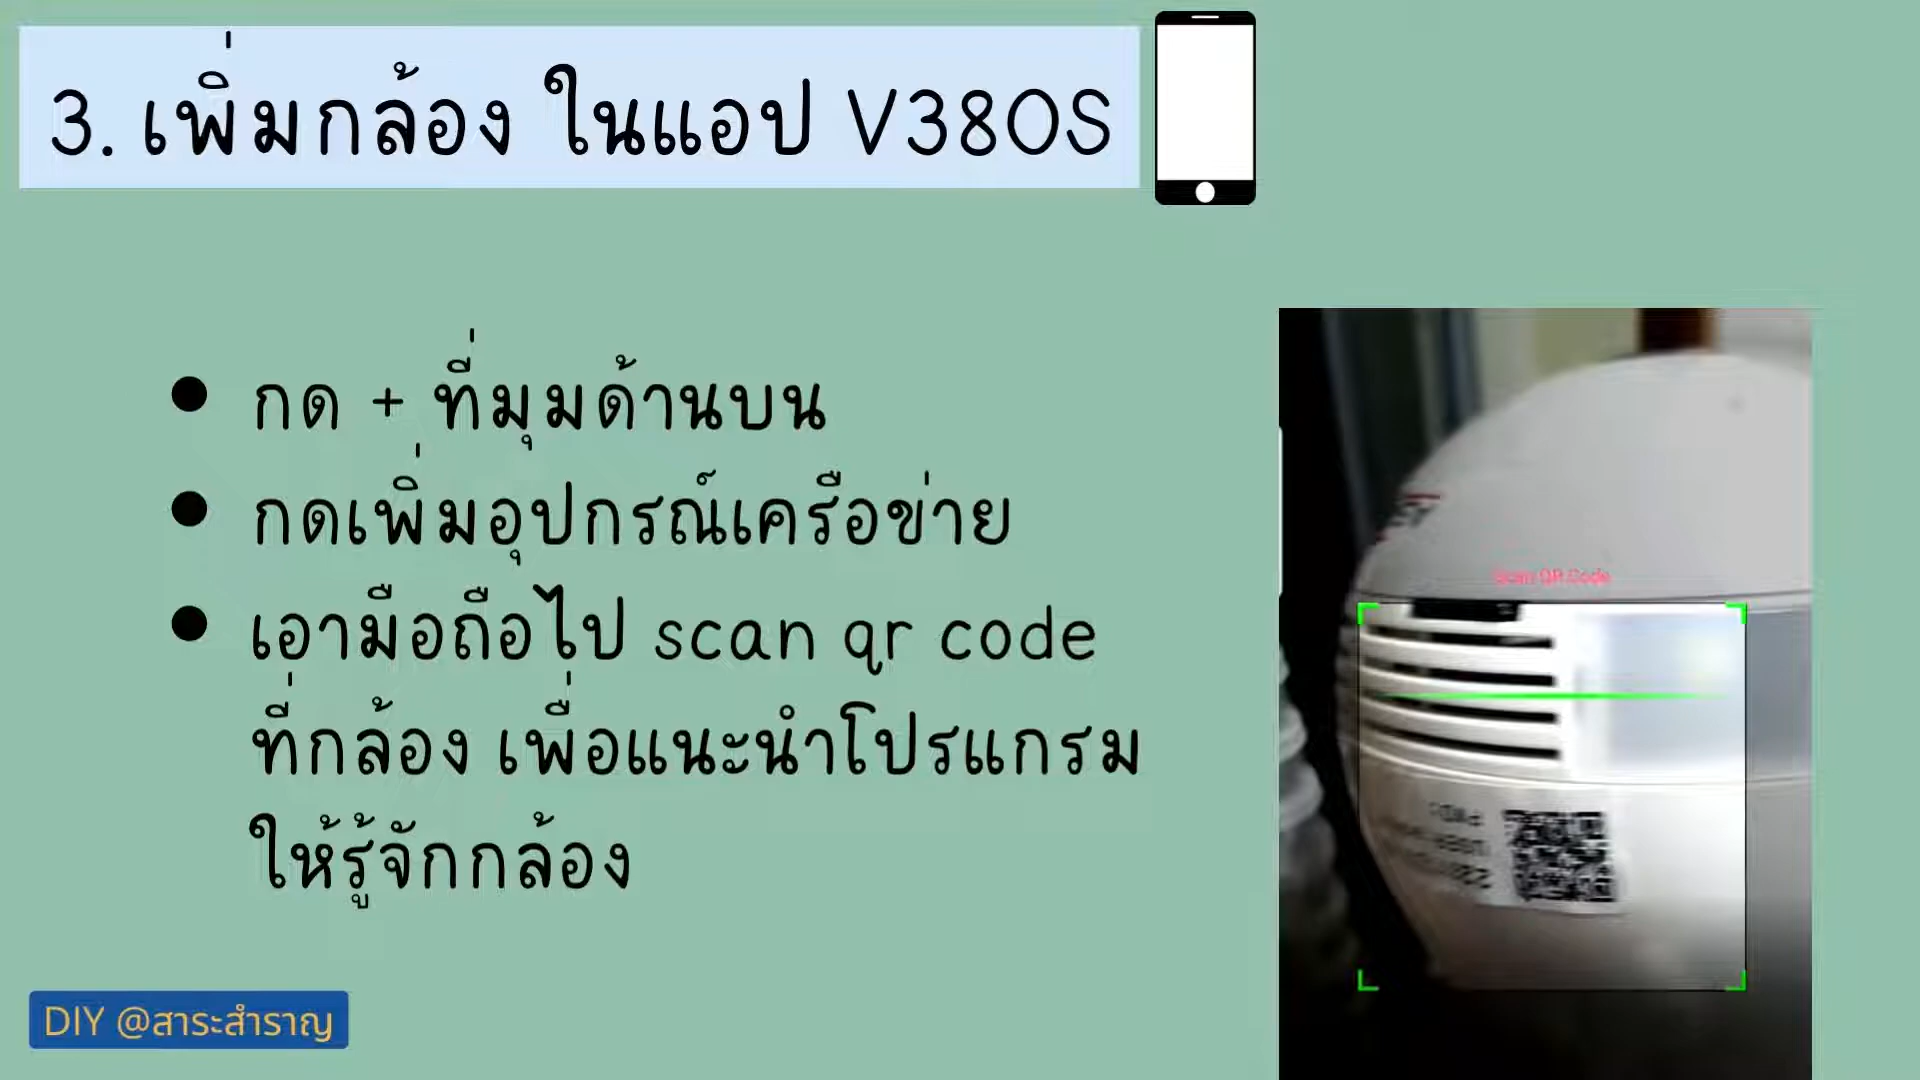 3. เพิ่มกล้อง ในแอป V380S
• กด + ที่มุมด้านบน
• กดเพิ่มอุปกรณ์เครือข่าย
• เอามือถือไป scan qr code
ที่กล้อง เพื่อแนะนำโปรแกรม
ให้รู้จักกล้อง
Scan QR Code
DIY @สาระสำราญ